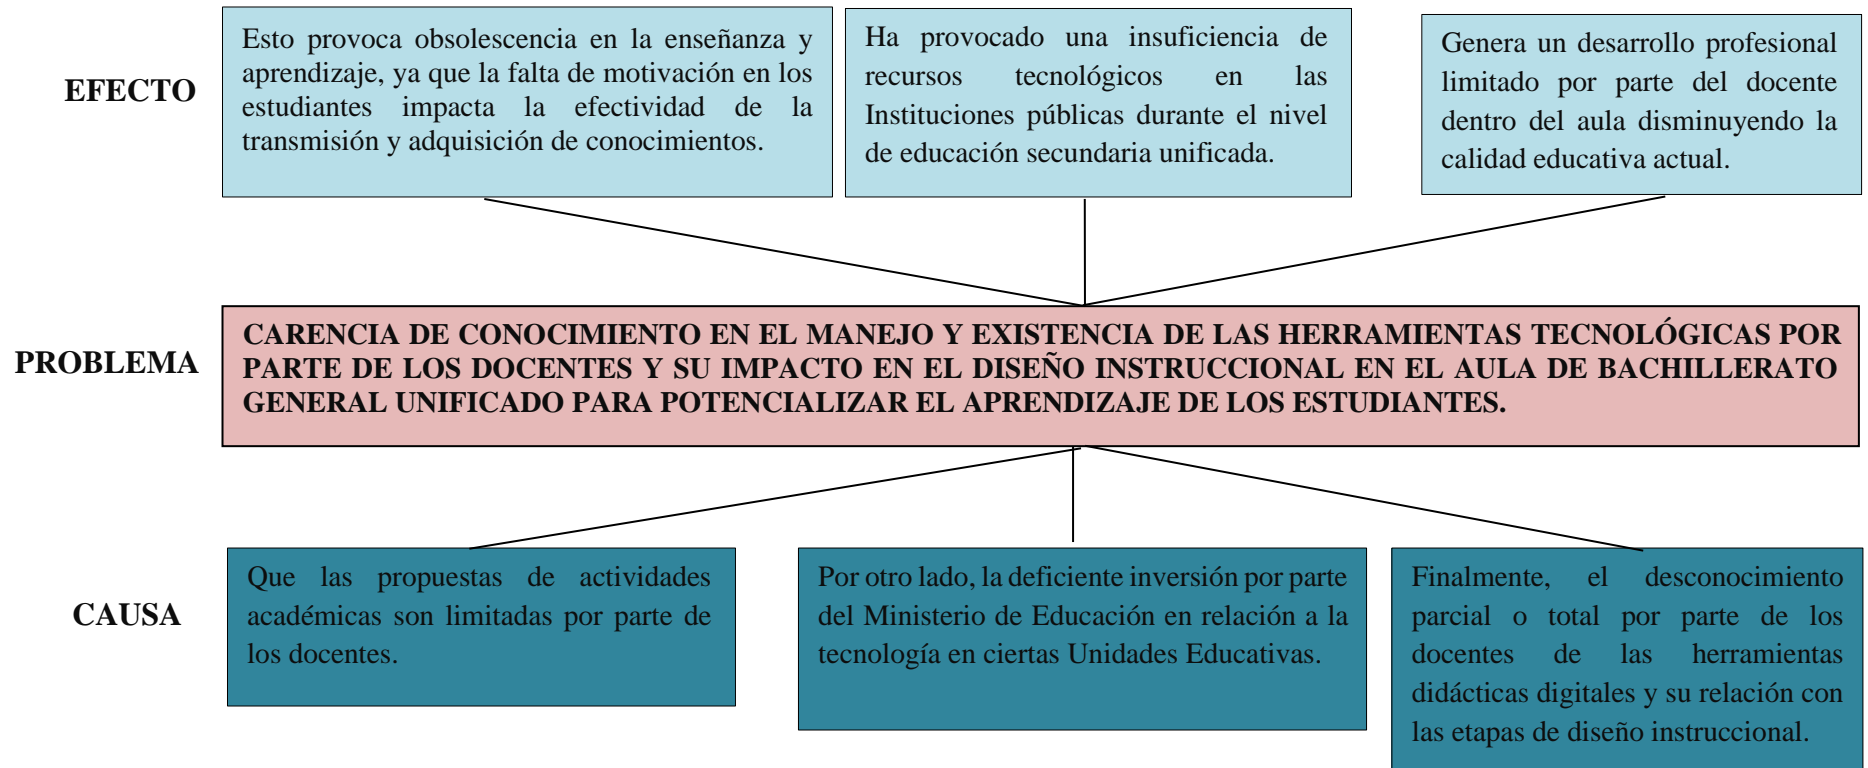 EFECTO
Esto provoca obsolescencia en la enseñanza y
aprendizaje, ya que la falta de motivación en los
estudiantes impacta la efectividad de la
transmisión y adquisición de conocimientos.
Ha provocado una insuficiencia de
recursos tecnológicos en las
Instituciones públicas durante el nivel
de educación secundaria unificada.
Genera un desarrollo profesional
limitado por parte del docente
dentro del aula disminuyendo la
calidad educativa actual.
PROBLEMA
CARENCIA DE CONOCIMIENTO EN EL MANEJO Y EXISTENCIA DE LAS HERRAMIENTAS TECNOLÓGICAS POR
PARTE DE LOS DOCENTES Y SU IMPACTO EN EL DISEÑO INSTRUCCIONAL EN EL AULA DE BACHILLERATO
GENERAL UNIFICADO PARA POTENCIALIZAR EL APRENDIZAJE DE LOS ESTUDIANTES.
CAUSA
Que las propuestas de actividades
académicas son limitadas por parte de
los docentes.
Por otro lado, la deficiente inversión por parte
del Ministerio de Educación en relación a la
tecnología en ciertas Unidades Educativas.
Finalmente, el desconocimiento
parcial o total por parte de los
docentes de las herramientas
didácticas digitales y su relación con
las etapas de diseño instruccional.